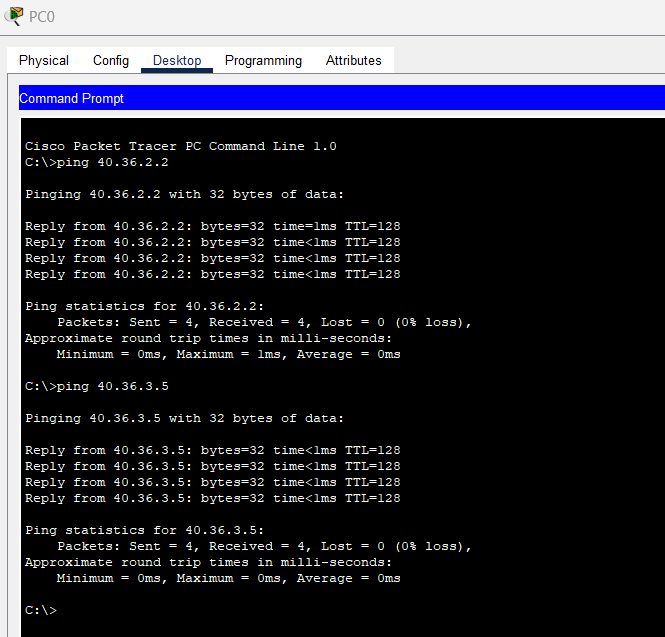 PC0
Physical Config Desktop Programming Attributes
Command Prompt
Cisco Packet Tracer PC Command Line 1.0
C:\>ping 40.36.2.2
Pinging 40.36.2.2 with 32 bytes of data:
Reply from 40.36.2.2: bytes=32 time=1ms TTL=128
Reply from 40.36.2.2: bytes=32 time<1ms TTL=128
Reply from 40.36.2.2: bytes=32 time<1ms TTL=128
Reply from 40.36.2.2: bytes=32 time<1ms TTL=128
Ping statistics for 40.36.2.2:
    Packets: Sent = 4, Received = 4, Lost = 0 (0% loss),
Approximate round trip times in milli-seconds:
    Minimum = 0ms, Maximum = 1ms, Average = 0ms
C:\>ping 40.36.3.5
Pinging 40.36.3.5 with 32 bytes of data:
Reply from 40.36.3.5: bytes=32 time<1ms TTL=128
Reply from 40.36.3.5: bytes=32 time<1ms TTL=128
Reply from 40.36.3.5: bytes=32 time<1ms TTL=128
Reply from 40.36.3.5: bytes=32 time<1ms TTL=128
Ping statistics for 40.36.3.5:
    Packets: Sent = 4, Received = 4, Lost = 0 (0% loss),
Approximate round trip times in milli-seconds:
    Minimum = 0ms, Maximum = 0ms, Average = 0ms
C:\>